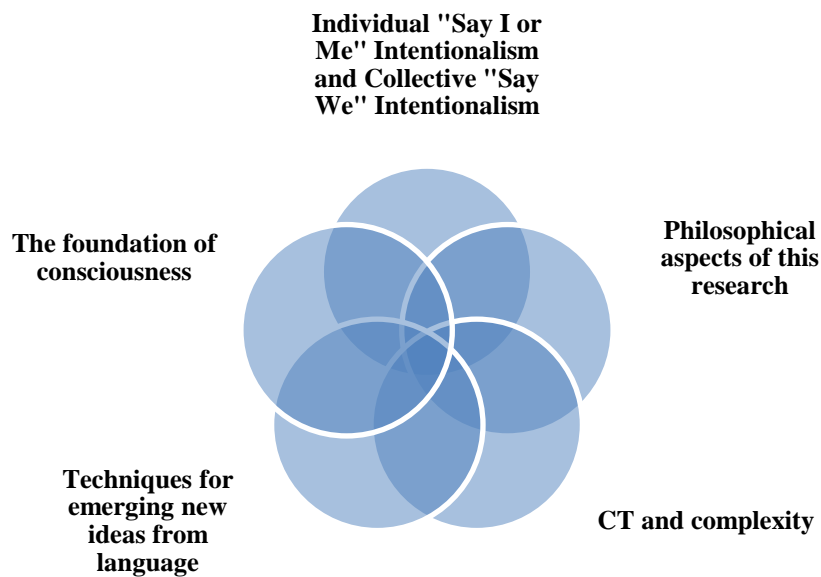 Individual "Say I or
Me" Intentionalism
and Collective "Say
We" Intentionalism
The foundation of
consciousness
Philosophical
aspects of this
research
Techniques for
emerging new
ideas from
language
CT and complexity